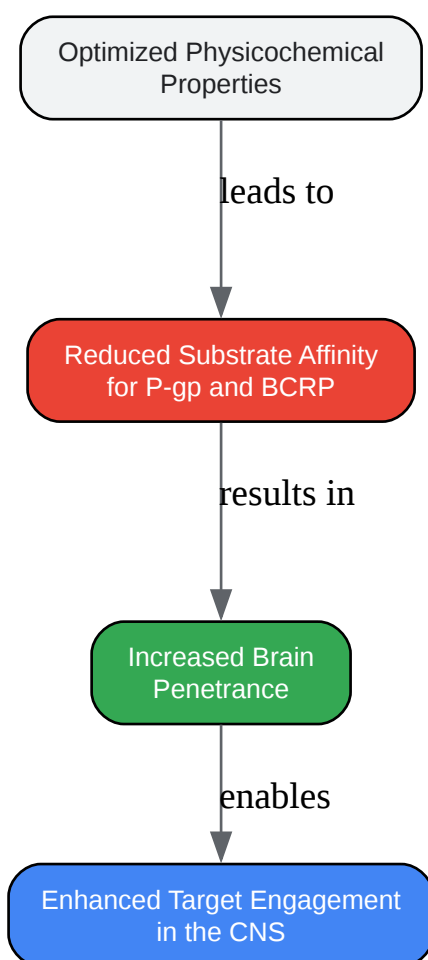 Optimized Physicochemical
Properties
leads to
Reduced Substrate Affinity
for P-gp and BCRP
results in
Increased Brain
Penetrance
enables
Enhanced Target Engagement
in the CNS